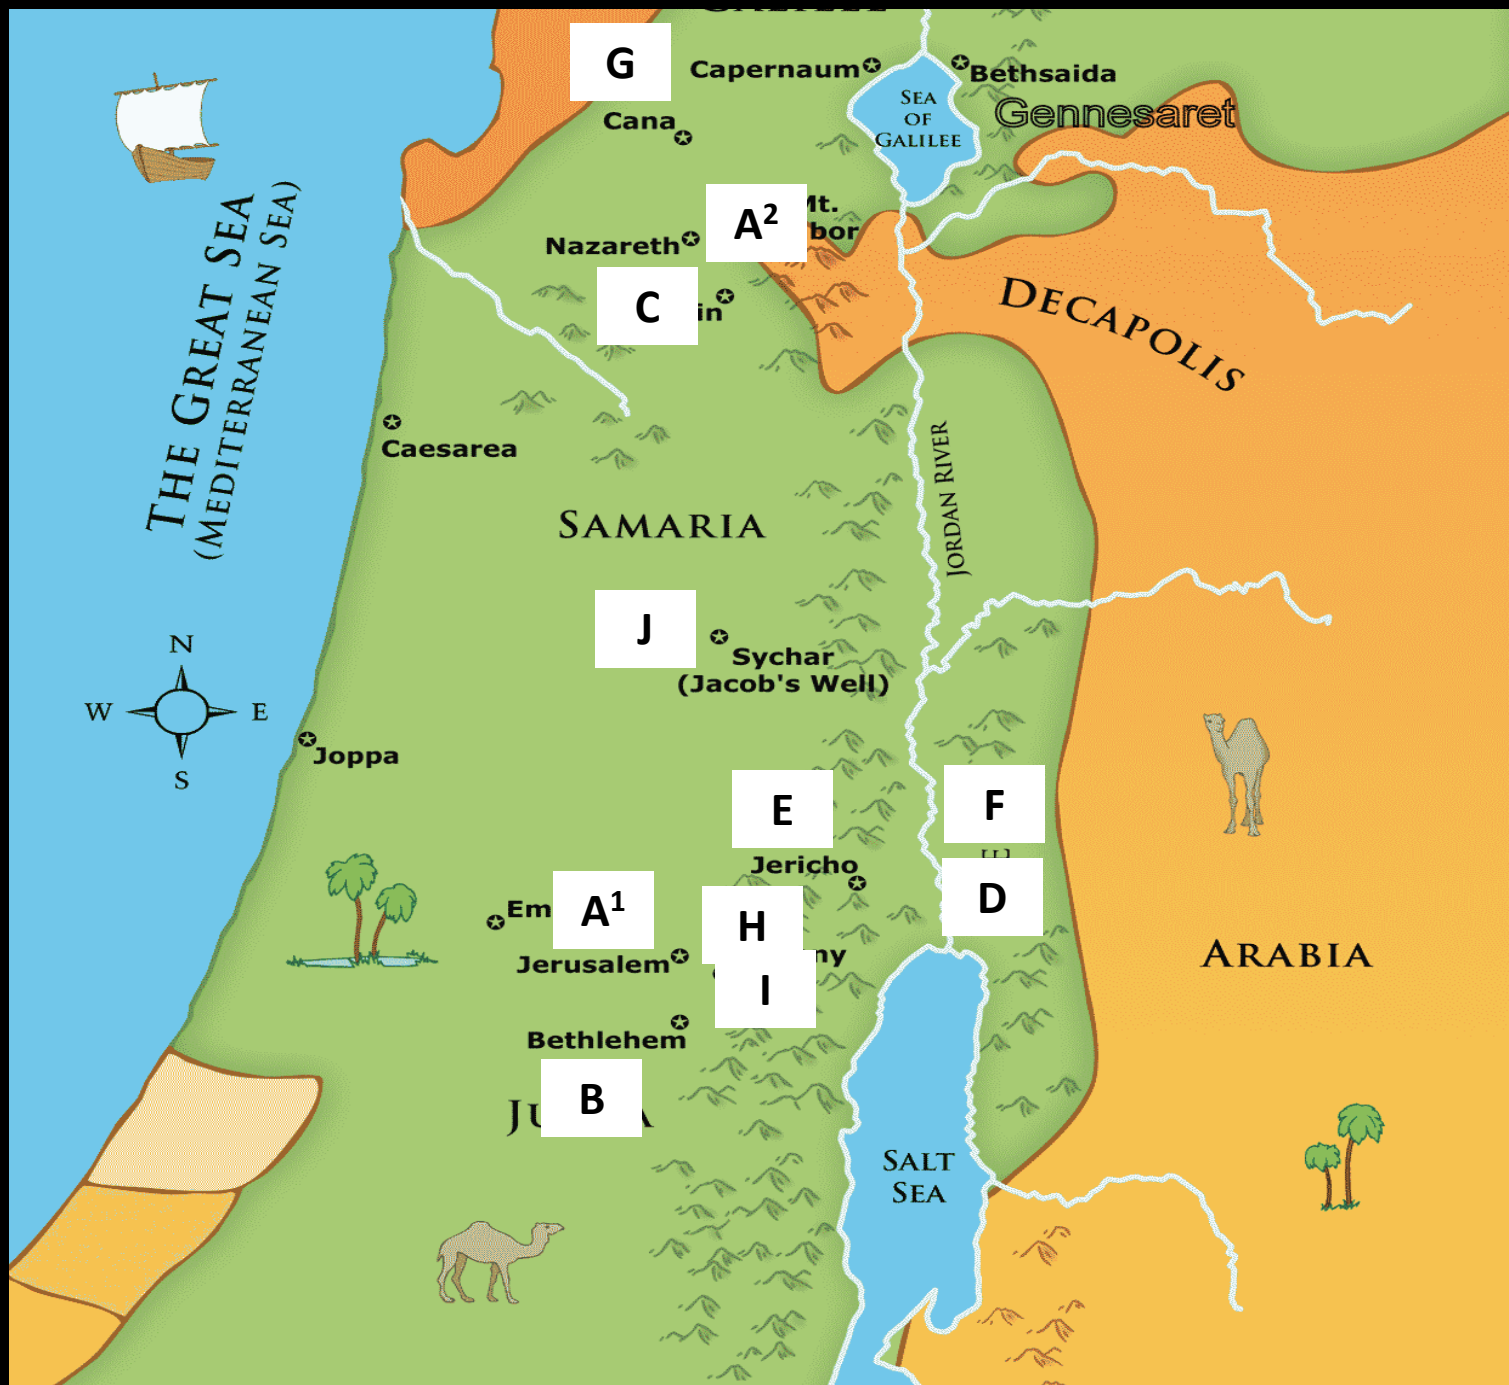 G
Capernaum
Bethsaida
SEA
OF
GALILEE
Gennesaret
Cana
A²
Mt.
bor
Nazareth
C
in
THE GREAT SEA
(MEDITERRANEAN SEA)
DECAPOLIS
Caesarea
JORDAN RIVER
SAMARIA
J
Sychar
(Jacob's Well)
N
W
E
S
Joppa
E
F
Jericho
Em
A¹
H
D
ny
Jerusalem
I
ARABIA
Bethlehem
B
JU
A
SALT
SEA